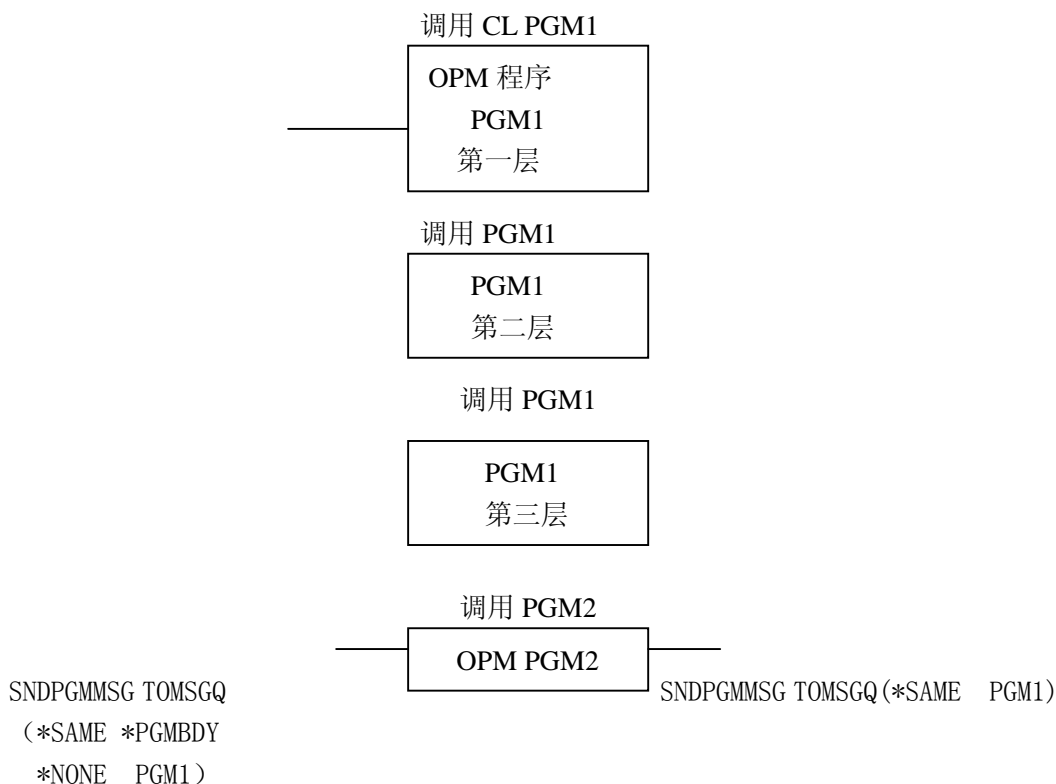 调用 CL PGM1
OPM 程序
PGM1
第一层
调用 PGM1
PGM1
第二层
调用 PGM1
PGM1
第三层
调用 PGM2
OPM PGM2
SNDPGMMSG TOMSGQ
(*SAME *PGMBDY
*NONE PGM1)
SNDPGMMSG TOMSGQ(*SAME PGM1)